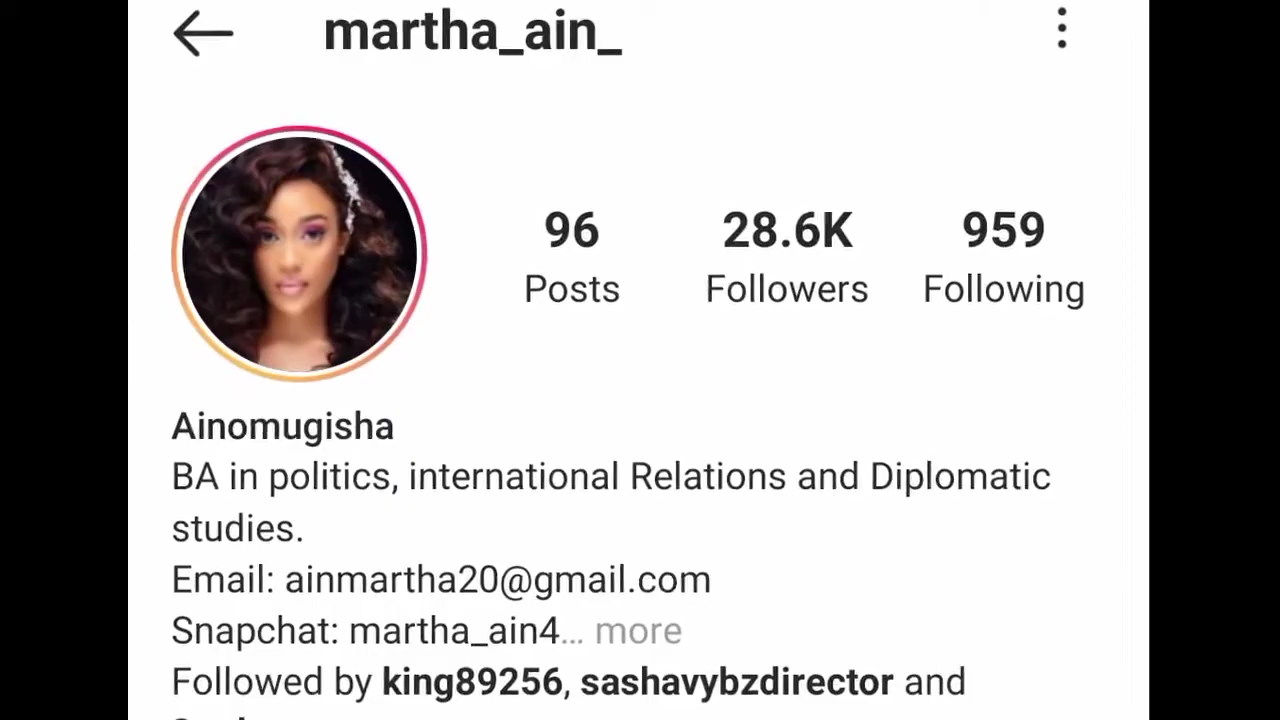 martha_ain_
96 28.6K 959
Posts Followers Following
Ainomugisha
BA in politics, international Relations and Diplomatic
studies.
Email: ainmartha20@gmail.com
Snapchat: martha_ain4... more
Followed by king89256, sashavybzdirector and